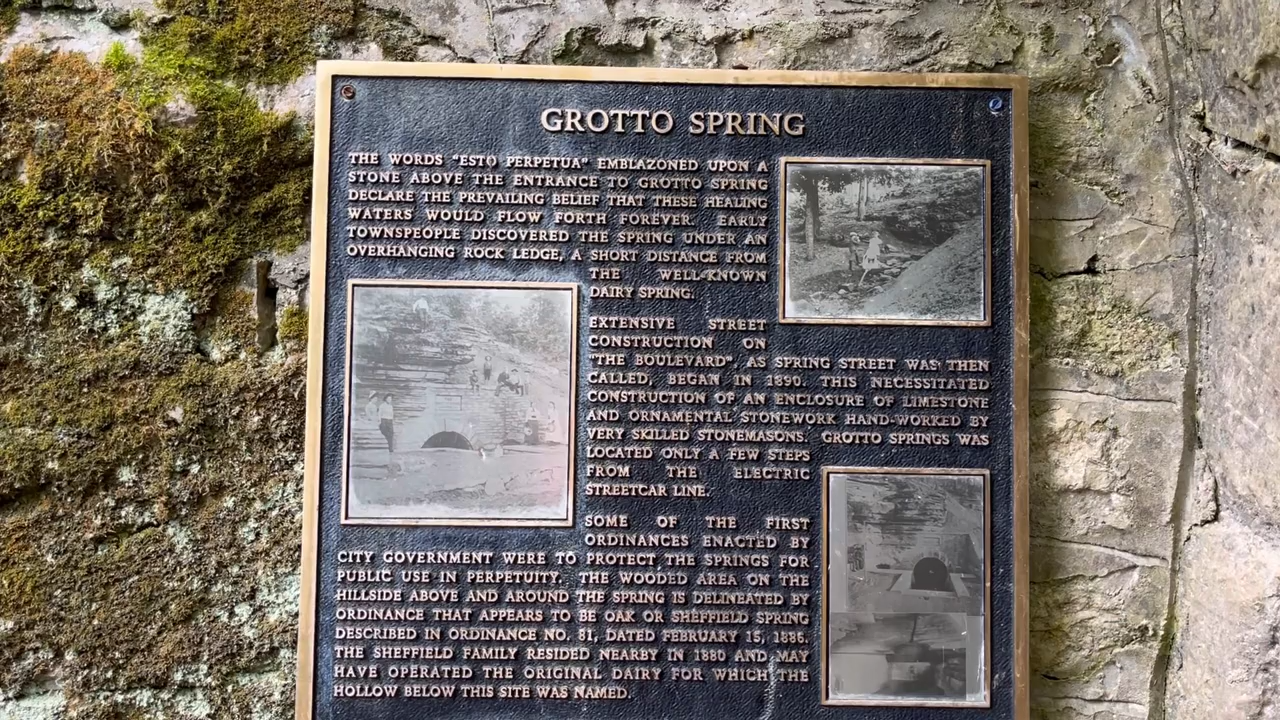 GROTTO SPRING
THE WORDS "ESTO PERPETUA" EMBLAZONED UPON A
STONE ABOVE THE ENTRANCE TO GROTTO SPRING
DECLARE THE PREVAILING BELIEF THAT THESE HEALING
WATERS WOULD FLOW FORTH FOREVER. EARLY
TOWNSPEOPLE DISCOVERED THE SPRING UNDER AN
OVERHANGING ROCK LEDGE, A SHORT DISTANCE FROM
THE WELL-KNOWN
DAIRY SPRING.
EXTENSIVE STREET
CONSTRUCTION ON
"THE BOULEVARD", AS SPRING STREET WAS THEN
CALLED, BEGAN IN 1890. THIS NECESSITATED
CONSTRUCTION OF AN ENCLOSURE OF LIMESTONE
AND ORNAMENTAL STONEWORK HAND-WORKED BY
VERY SKILLED STONEMASONS. GROTTO SPRINGS WAS
LOCATED ONLY A FEW STEPS
FROM THE ELECTRIC
STREETCAR LINE.
SOME OF THE FIRST
ORDINANCES ENACTED BY
CITY GOVERNMENT WERE TO PROTECT THE SPRINGS FOR
PUBLIC USE IN PERPETUITY. THE WOODED AREA ON THE
HILLSIDE ABOVE AND AROUND THE SPRING IS DELINEATED BY
ORDINANCE THAT APPEARS TO BE OAK OR SHEFFIELD SPRING
DESCRIBED IN ORDINANCE NO. 81, DATED FEBRUARY 15, 1886.
THE SHEFFIELD FAMILY RESIDED NEARBY IN 1880 AND MAY
HAVE OPERATED THE ORIGINAL DAIRY FOR WHICH THE
HOLLOW BELOW THIS SITE WAS NAMED.